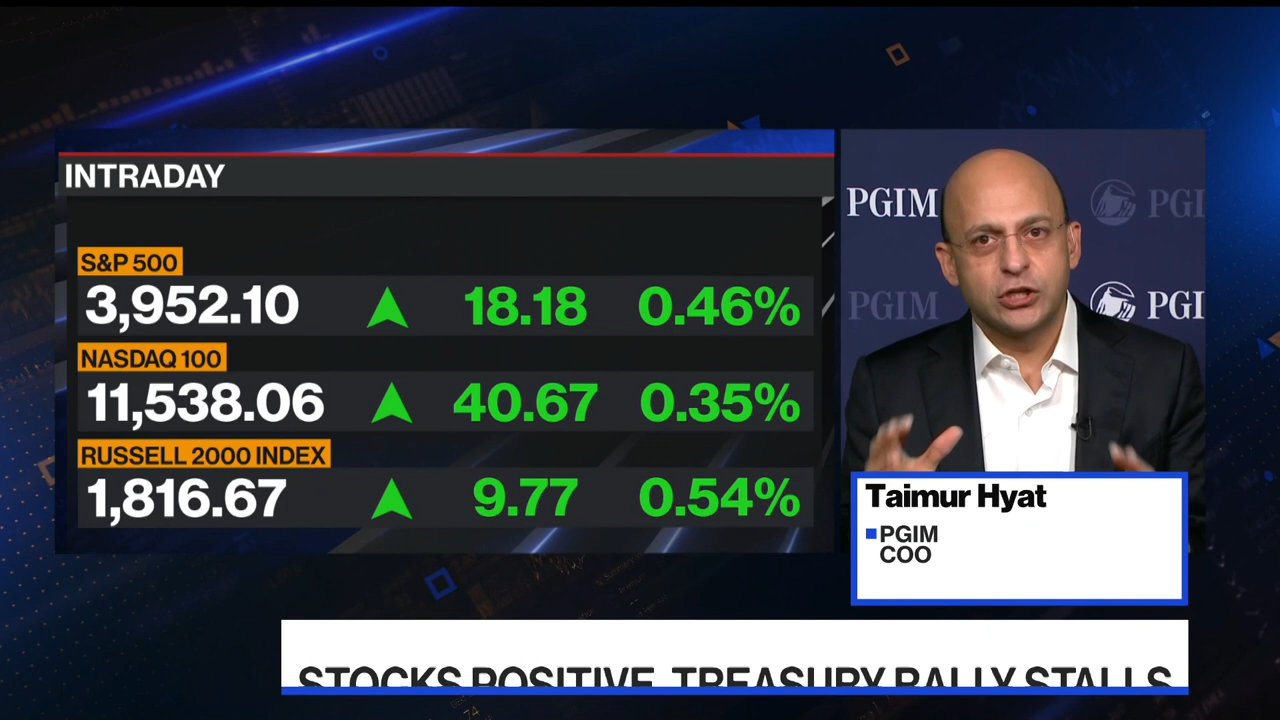 INTRADAY
S&P 500
3,952.10 18.18 0.46%
NASDAQ 100
11,538.06 40.67 0.35%
RUSSELL 2000 INDEX
1,816.67 9.77 0.54%
PGIM PGI
PGIM PGI
Taimur Hyat
PGIM
COO
STOCKS POSITIVE, TREASURY RALLY STALLS